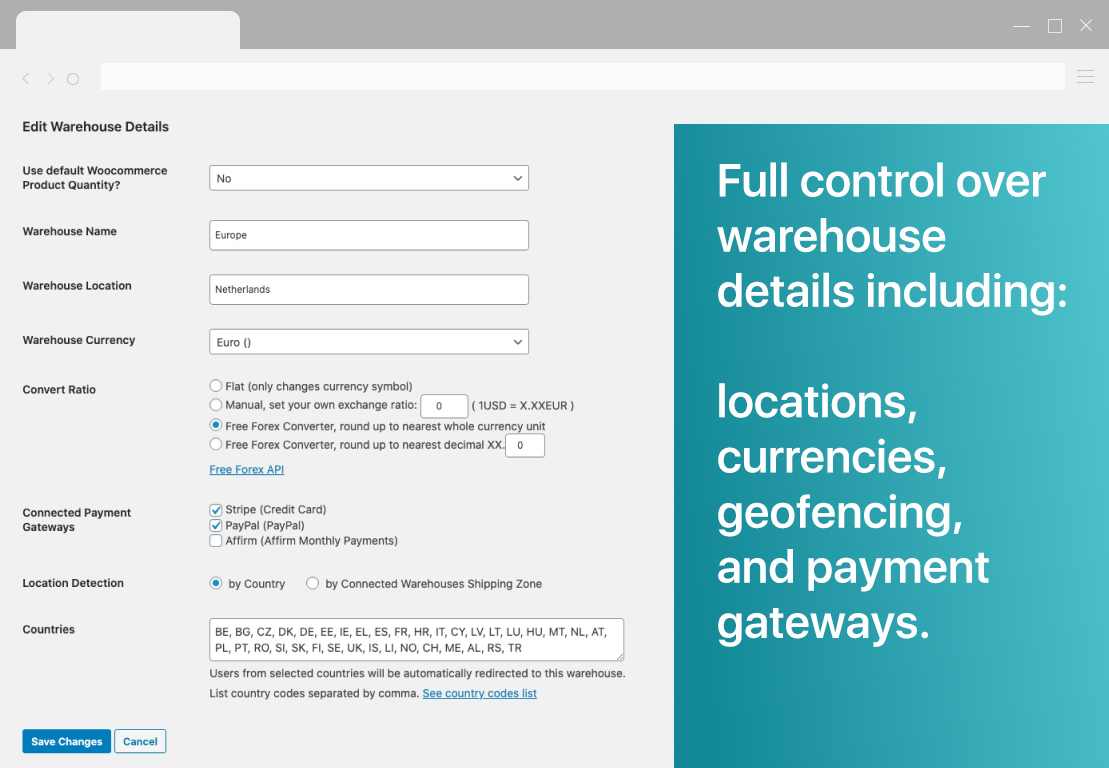 Edit Warehouse Details
Use default Woocommerce
Product Quantity?
No
Warehouse Name
Europe
Warehouse Location
Netherlands
Warehouse Currency
Euro ()
Convert Ratio
Flat (only changes currency symbol)
Manual, set your own exchange ratio: 0 ( 1USD = X.XXEUR )
Free Forex Converter, round up to nearest whole currency unit
Free Forex Converter, round up to nearest decimal XX. 0
Free Forex API
Connected Payment
Gateways
Stripe (Credit Card)
PayPal (PayPal)
Affirm (Affirm Monthly Payments)
Location Detection
by Country by Connected Warehouses Shipping Zone
Countries
BE, BG, CZ, DK, DE, EE, IE, EL, ES, FR, HR, IT, CY, LV, LT, LU, HU, MT, NL, AT,
PL, PT, RO, SI, SK, FI, SE, UK, IS, LI, NO, CH, ME, AL, RS, TR
Users from selected countries will be automatically redirected to this warehouse.
List country codes separated by comma. See country codes list
Save Changes Cancel
Full control over
warehouse
details including:
locations,
currencies,
geofencing,
and payment
gateways.